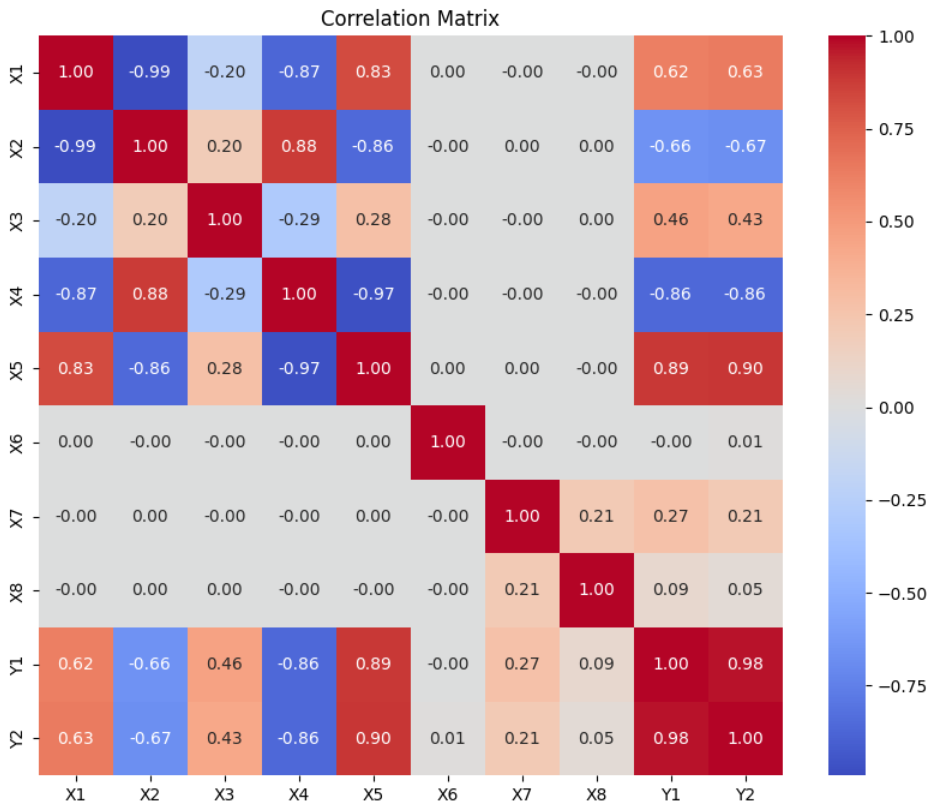 Correlation Matrix
X1 1.00 -0.99 -0.20 -0.87 0.83 0.00 -0.00 -0.00 0.62 0.63
X2 -0.99 1.00 0.20 0.88 -0.86 -0.00 0.00 0.00 -0.66 -0.67
X3 -0.20 0.20 1.00 -0.29 0.28 -0.00 -0.00 0.00 0.46 0.43
X4 -0.87 0.88 -0.29 1.00 -0.97 -0.00 -0.00 -0.00 -0.86 -0.86
X5 0.83 -0.86 0.28 -0.97 1.00 0.00 0.00 -0.00 0.89 0.90
X6 0.00 -0.00 -0.00 -0.00 0.00 1.00 -0.00 -0.00 -0.00 0.01
X7 -0.00 0.00 -0.00 -0.00 0.00 -0.00 1.00 0.21 0.27 0.21
X8 -0.00 0.00 0.00 -0.00 -0.00 -0.00 0.21 1.00 0.09 0.05
Y1 0.62 -0.66 0.46 -0.86 0.89 -0.00 0.27 0.09 1.00 0.98
Y2 0.63 -0.67 0.43 -0.86 0.90 0.01 0.21 0.05 0.98 1.00
X1 X2 X3 X4 X5 X6 X7 X8 Y1 Y2
1.00
0.75
0.50
0.25
0.00
−0.25
−0.50
−0.75